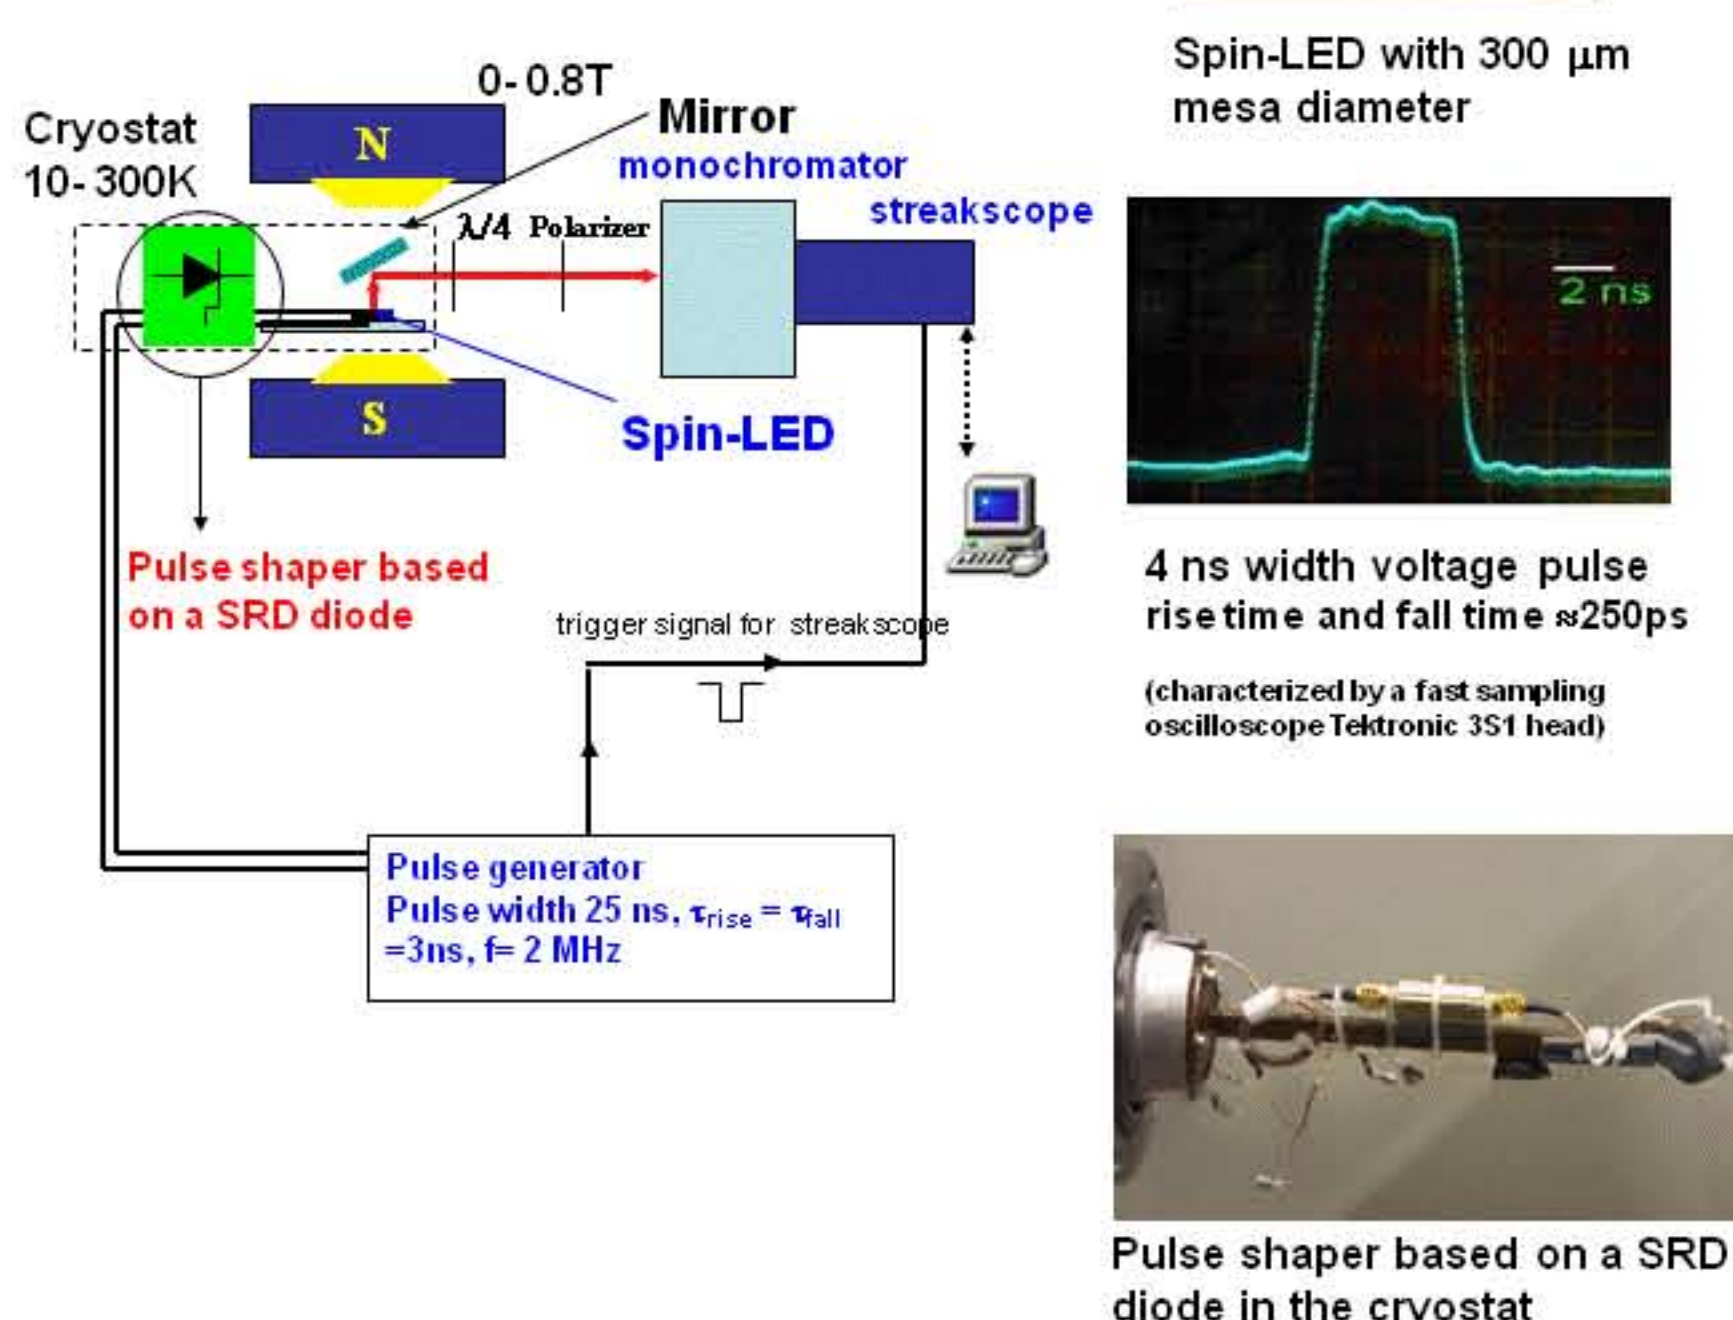 0- 0.8T
Cryostat
10- 300K
N
Mirror
monochromator
streakscope
λ/4 Polarizer
S
Spin-LED
Pulse shaper based
on a SRD diode
trigger signal for streakscope
Pulse generator
Pulse width 25 ns, τrise = τfall
=3ns, f= 2 MHz
Spin-LED with 300 μm
mesa diameter
2 ns
4 ns width voltage pulse
rise time and fall time ≈250ps
(characterized by a fast sampling
oscilloscope Tektronic 3S1 head)
Pulse shaper based on a SRD
diode in the cryostat